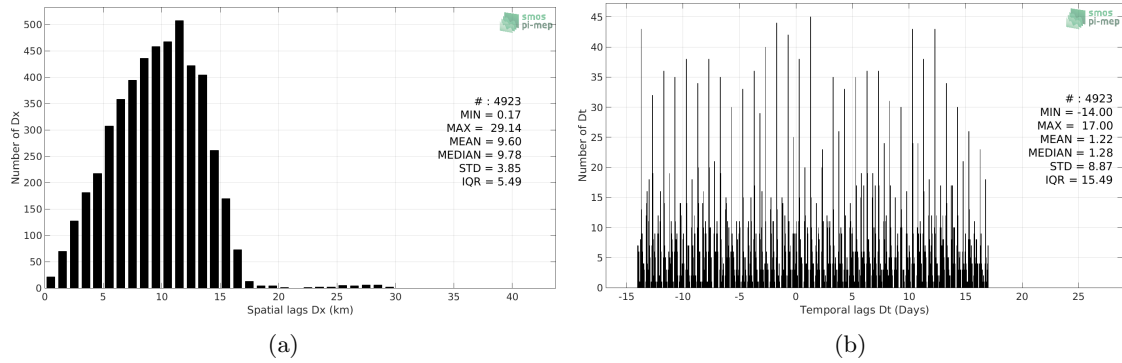 smos
pi-mep
500
450
400
350
300
250
200
150
100
50
0
Number of Dx
# : 4923
MIN = 0.17
MAX = 29.14
MEAN = 9.60
MEDIAN = 9.78
STD = 3.85
IQR = 5.49
0 5 10 15 20 25 30 35 40
Spatial lags Dx (km)
(a)
smos
pi-mep
45
40
35
30
25
20
15
10
5
0
Number of Dt
# : 4923
MIN = -14.00
MAX = 17.00
MEAN = 1.22
MEDIAN = 1.28
STD = 8.87
IQR = 15.49
-15 -10 -5 0 5 10 15 20 25
Temporal lags Dt (Days)
(b)